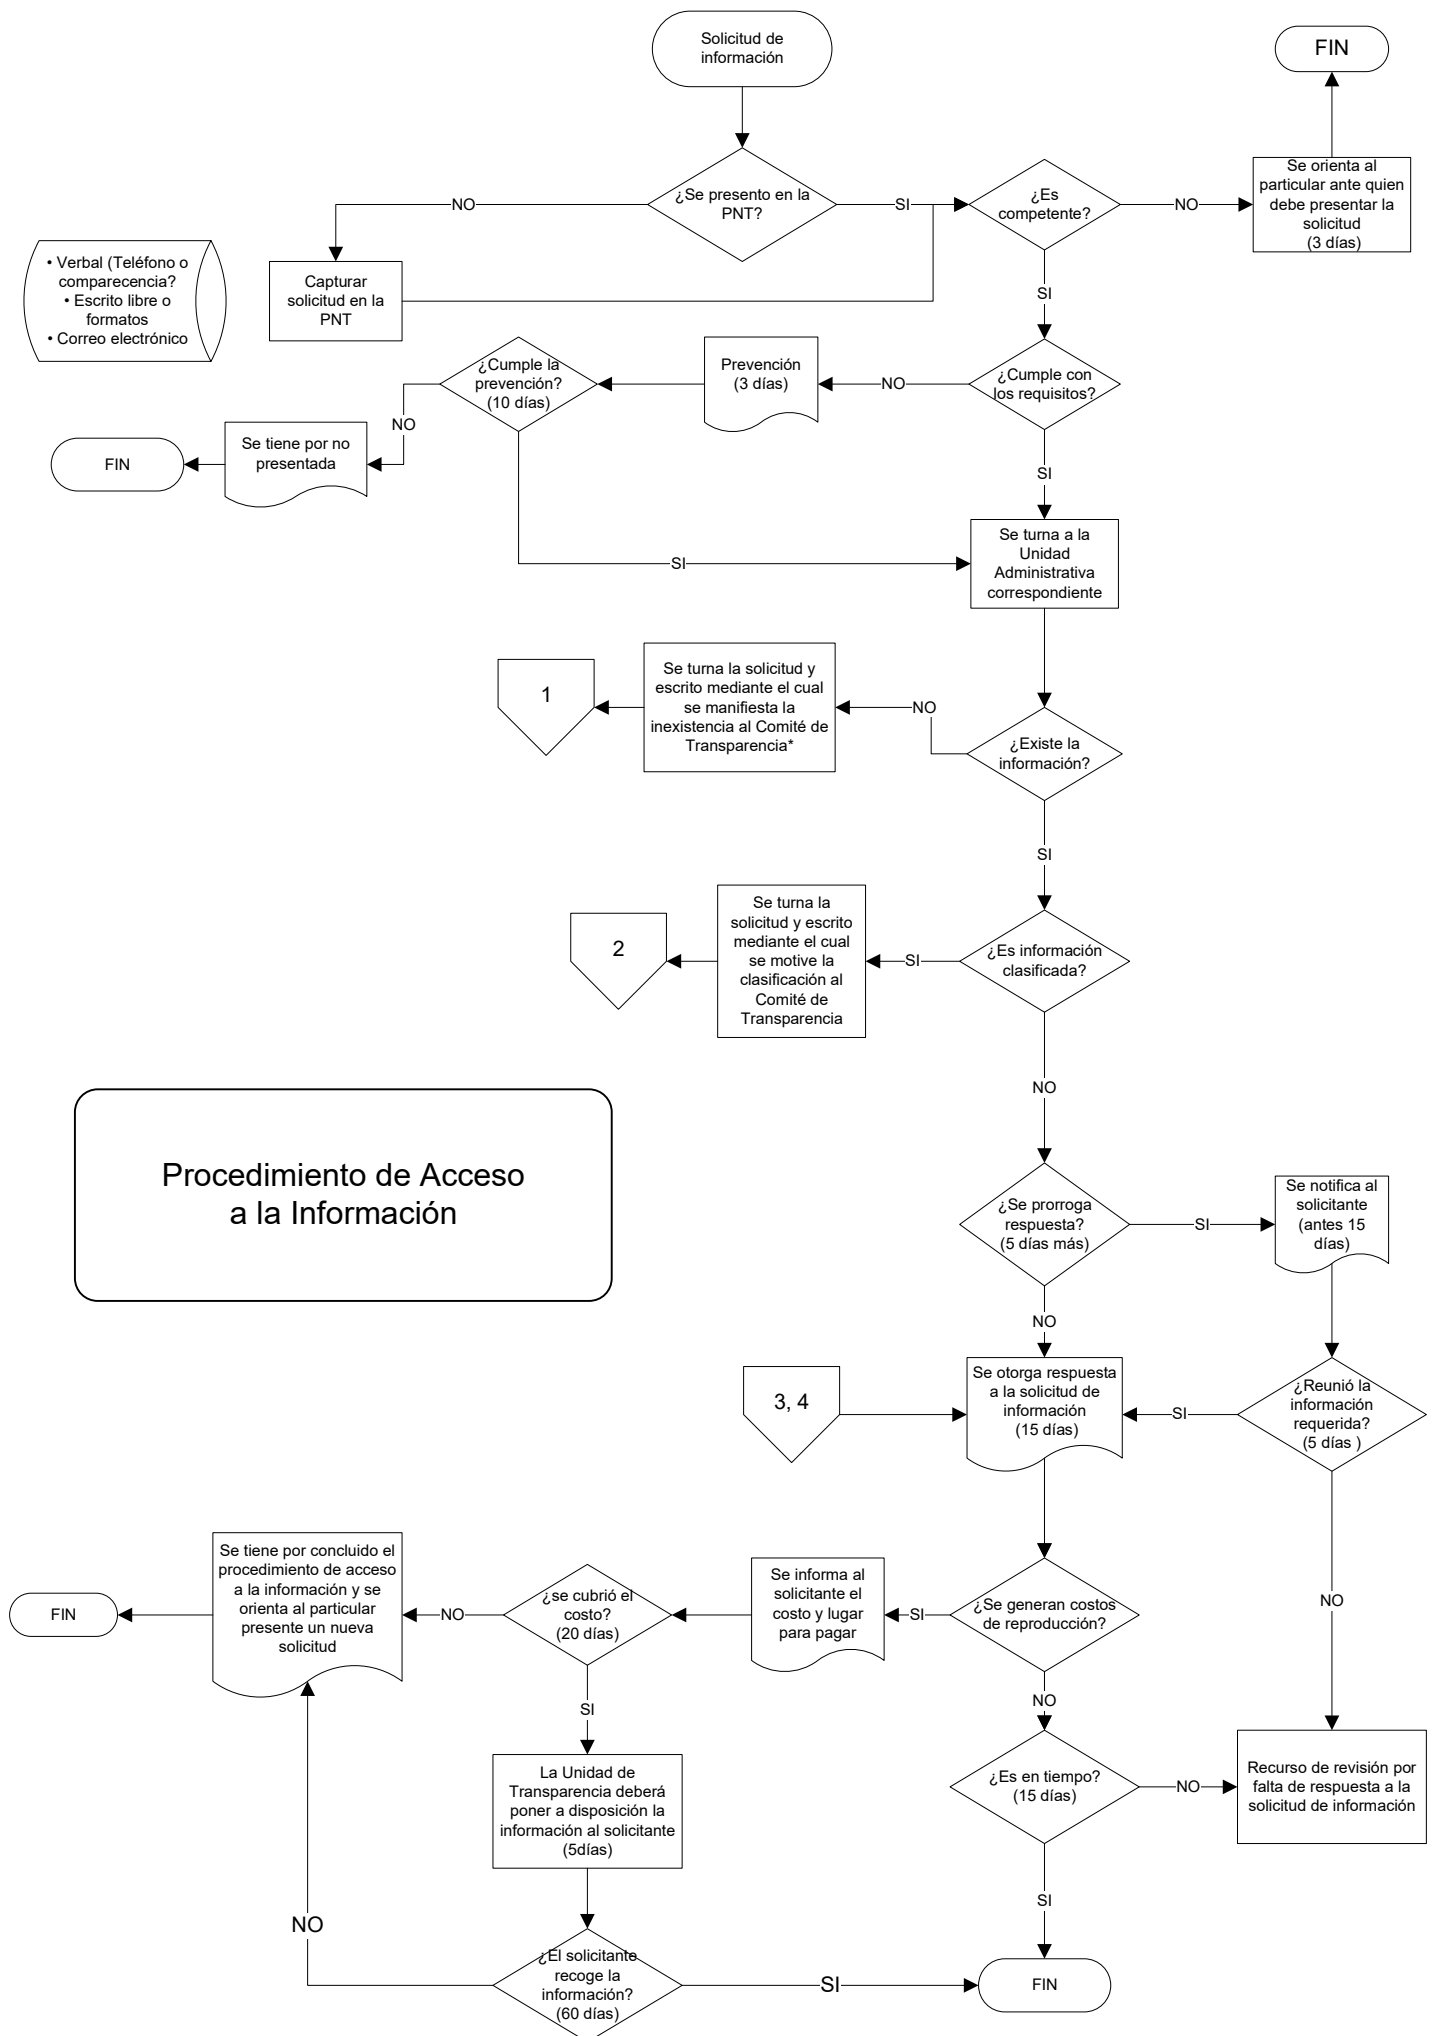 Solicitud de
información
FIN
¿Se presento en la
PNT?
NO
SI
¿Es
competente?
NO
Se orienta al
particular ante quien
debe presentar la
solicitud
(3 días)
• Verbal (Teléfono o
comparecencia?
• Escrito libre o
formatos
• Correo electrónico
Capturar
solicitud en la
PNT
SI
¿Cumple con
los requisitos?
NO
Prevención
(3 días)
¿Cumple la
prevención?
(10 días)
NO
Se tiene por no
presentada
FIN
SI
SI
Se turna a la
Unidad
Administrativa
correspondiente
¿Existe la
información?
NO
Se turna la solicitud y
escrito mediante el cual
se manifiesta la
inexistencia al Comité de
Transparencia*
1
SI
¿Es información
clasificada?
SI
Se turna la
solicitud y escrito
mediante el cual
se motive la
clasificación al
Comité de
Transparencia
2
NO
Procedimiento de Acceso
a la Información
¿Se prorroga
respuesta?
(5 días más)
SI
Se notifica al
solicitante
(antes 15
días)
NO
3, 4
Se otorga respuesta
a la solicitud de
información
(15 días)
SI
¿Reunió la
información
requerida?
(5 días )
NO
¿Se generan costos
de reproducción?
SI
Se informa al
solicitante el
costo y lugar
para pagar
¿se cubrió el
costo?
(20 días)
NO
Se tiene por concluido el
procedimiento de acceso
a la información y se
orienta al particular
presente un nueva
solicitud
FIN
SI
La Unidad de
Transparencia deberá
poner a disposición la
información al solicitante
(5días)
NO
¿Es en tiempo?
(15 días)
NO
Recurso de revisión por
falta de respuesta a la
solicitud de información
SI
NO
¿El solicitante
recoge la
información?
(60 días)
SI
FIN